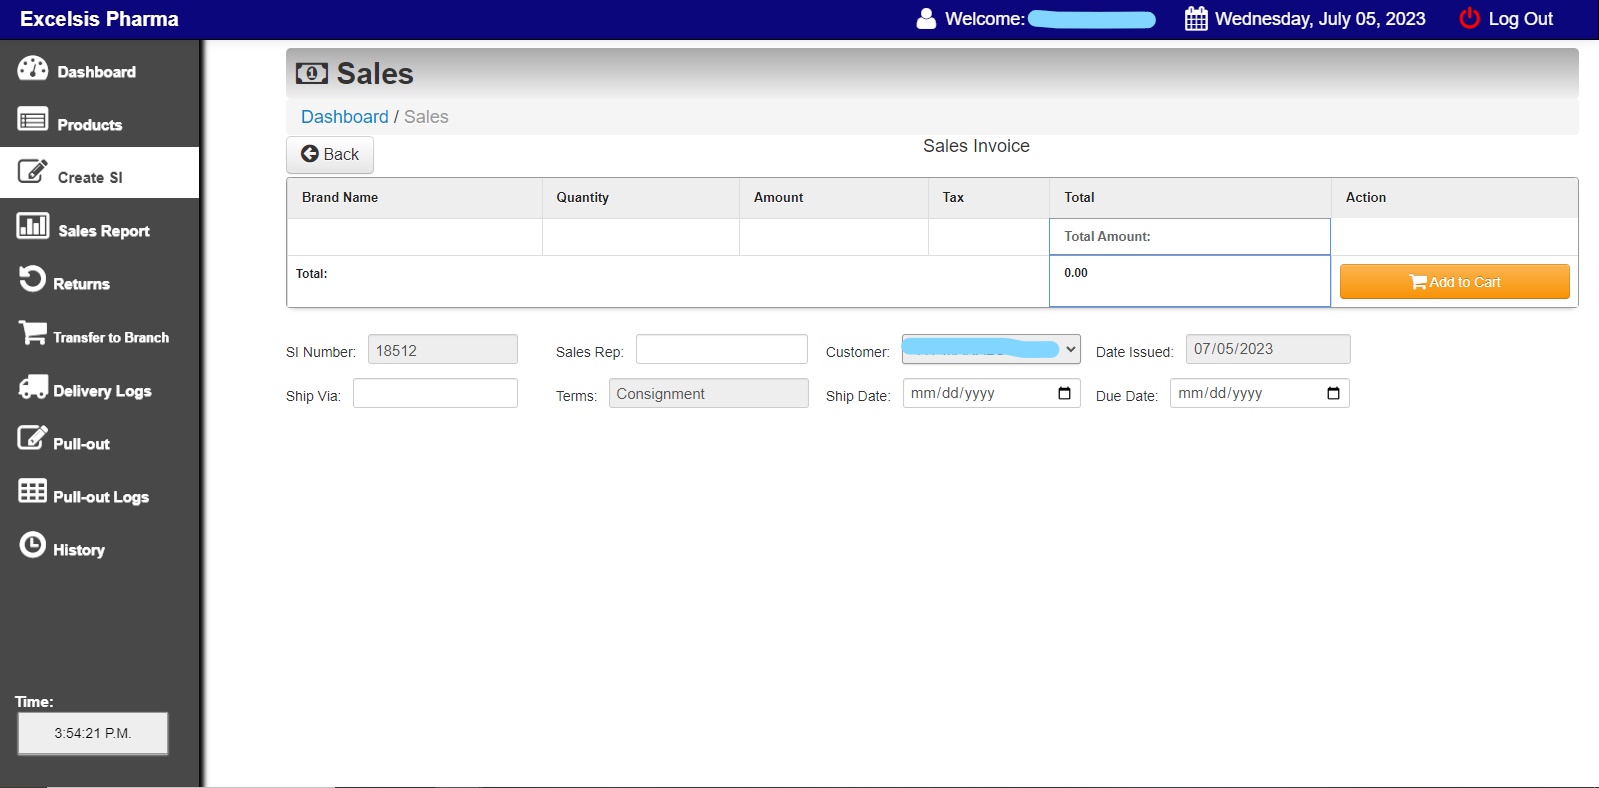 Excelsis Pharma
Welcome:
Wednesday, July 05, 2023
Log Out
Dashboard
Products
Create SI
Sales Report
Returns
Transfer to Branch
Delivery Logs
Pull-out
Pull-out Logs
History
Time:
3:54:21 P.M.
Sales
Dashboard / Sales
Back
Sales Invoice
Brand Name Quantity Amount Tax Total Action
Total Amount:
Total: 0.00 Add to Cart
SI Number: 18512 Sales Rep: Customer: Date Issued: 07/05/2023
Ship Via: Terms: Consignment Ship Date: mm/dd/yyyy Due Date: mm/dd/yyyy